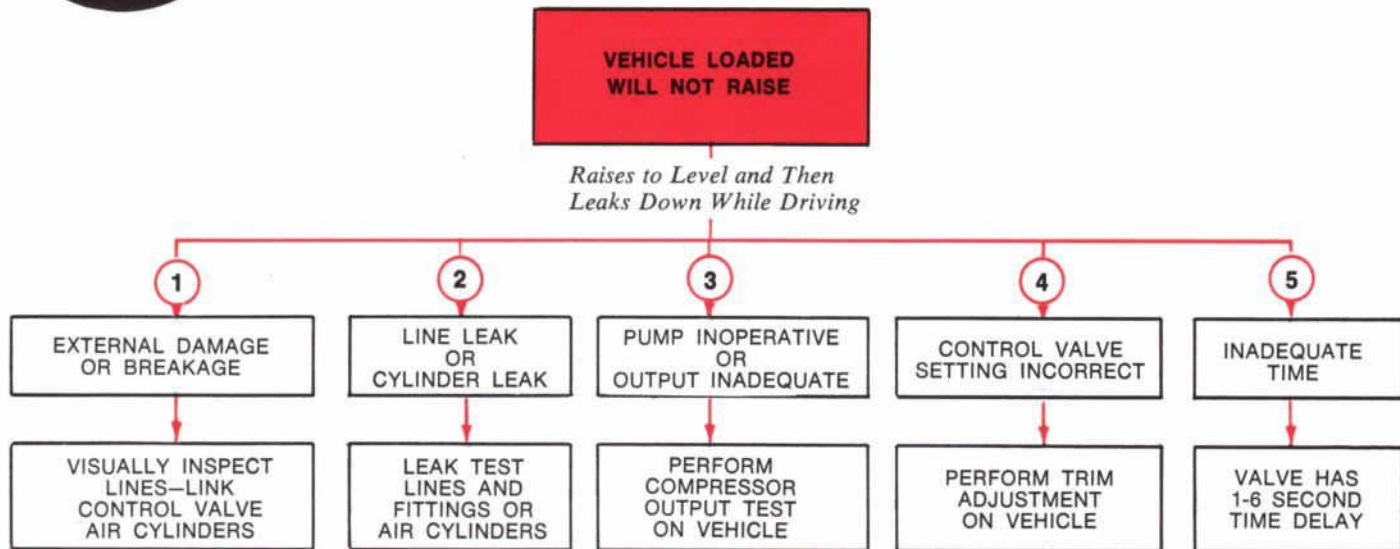 VEHICLE LOADED
WILL NOT RAISE
Raises to Level and Then
Leaks Down While Driving
1
2
3
4
5
EXTERNAL DAMAGE
OR BREAKAGE
LINE LEAK
OR
CYLINDER LEAK
PUMP INOPERATIVE
OR
OUTPUT INADEQUATE
CONTROL VALVE
SETTING INCORRECT
INADEQUATE
TIME
VISUALLY INSPECT
LINES—LINK
CONTROL VALVE
AIR CYLINDERS
LEAK TEST
LINES AND
FITTINGS OR
AIR CYLINDERS
PERFORM
COMPRESSOR
OUTPUT TEST
ON VEHICLE
PERFORM TRIM
ADJUSTMENT
ON VEHICLE
VALVE HAS
1-6 SECOND
TIME DELAY